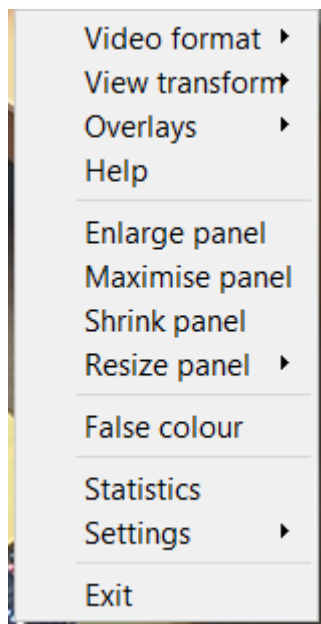 Video format
View transform
Overlays
Help
Enlarge panel
Maximise panel
Shrink panel
Resize panel
False colour
Statistics
Settings
Exit